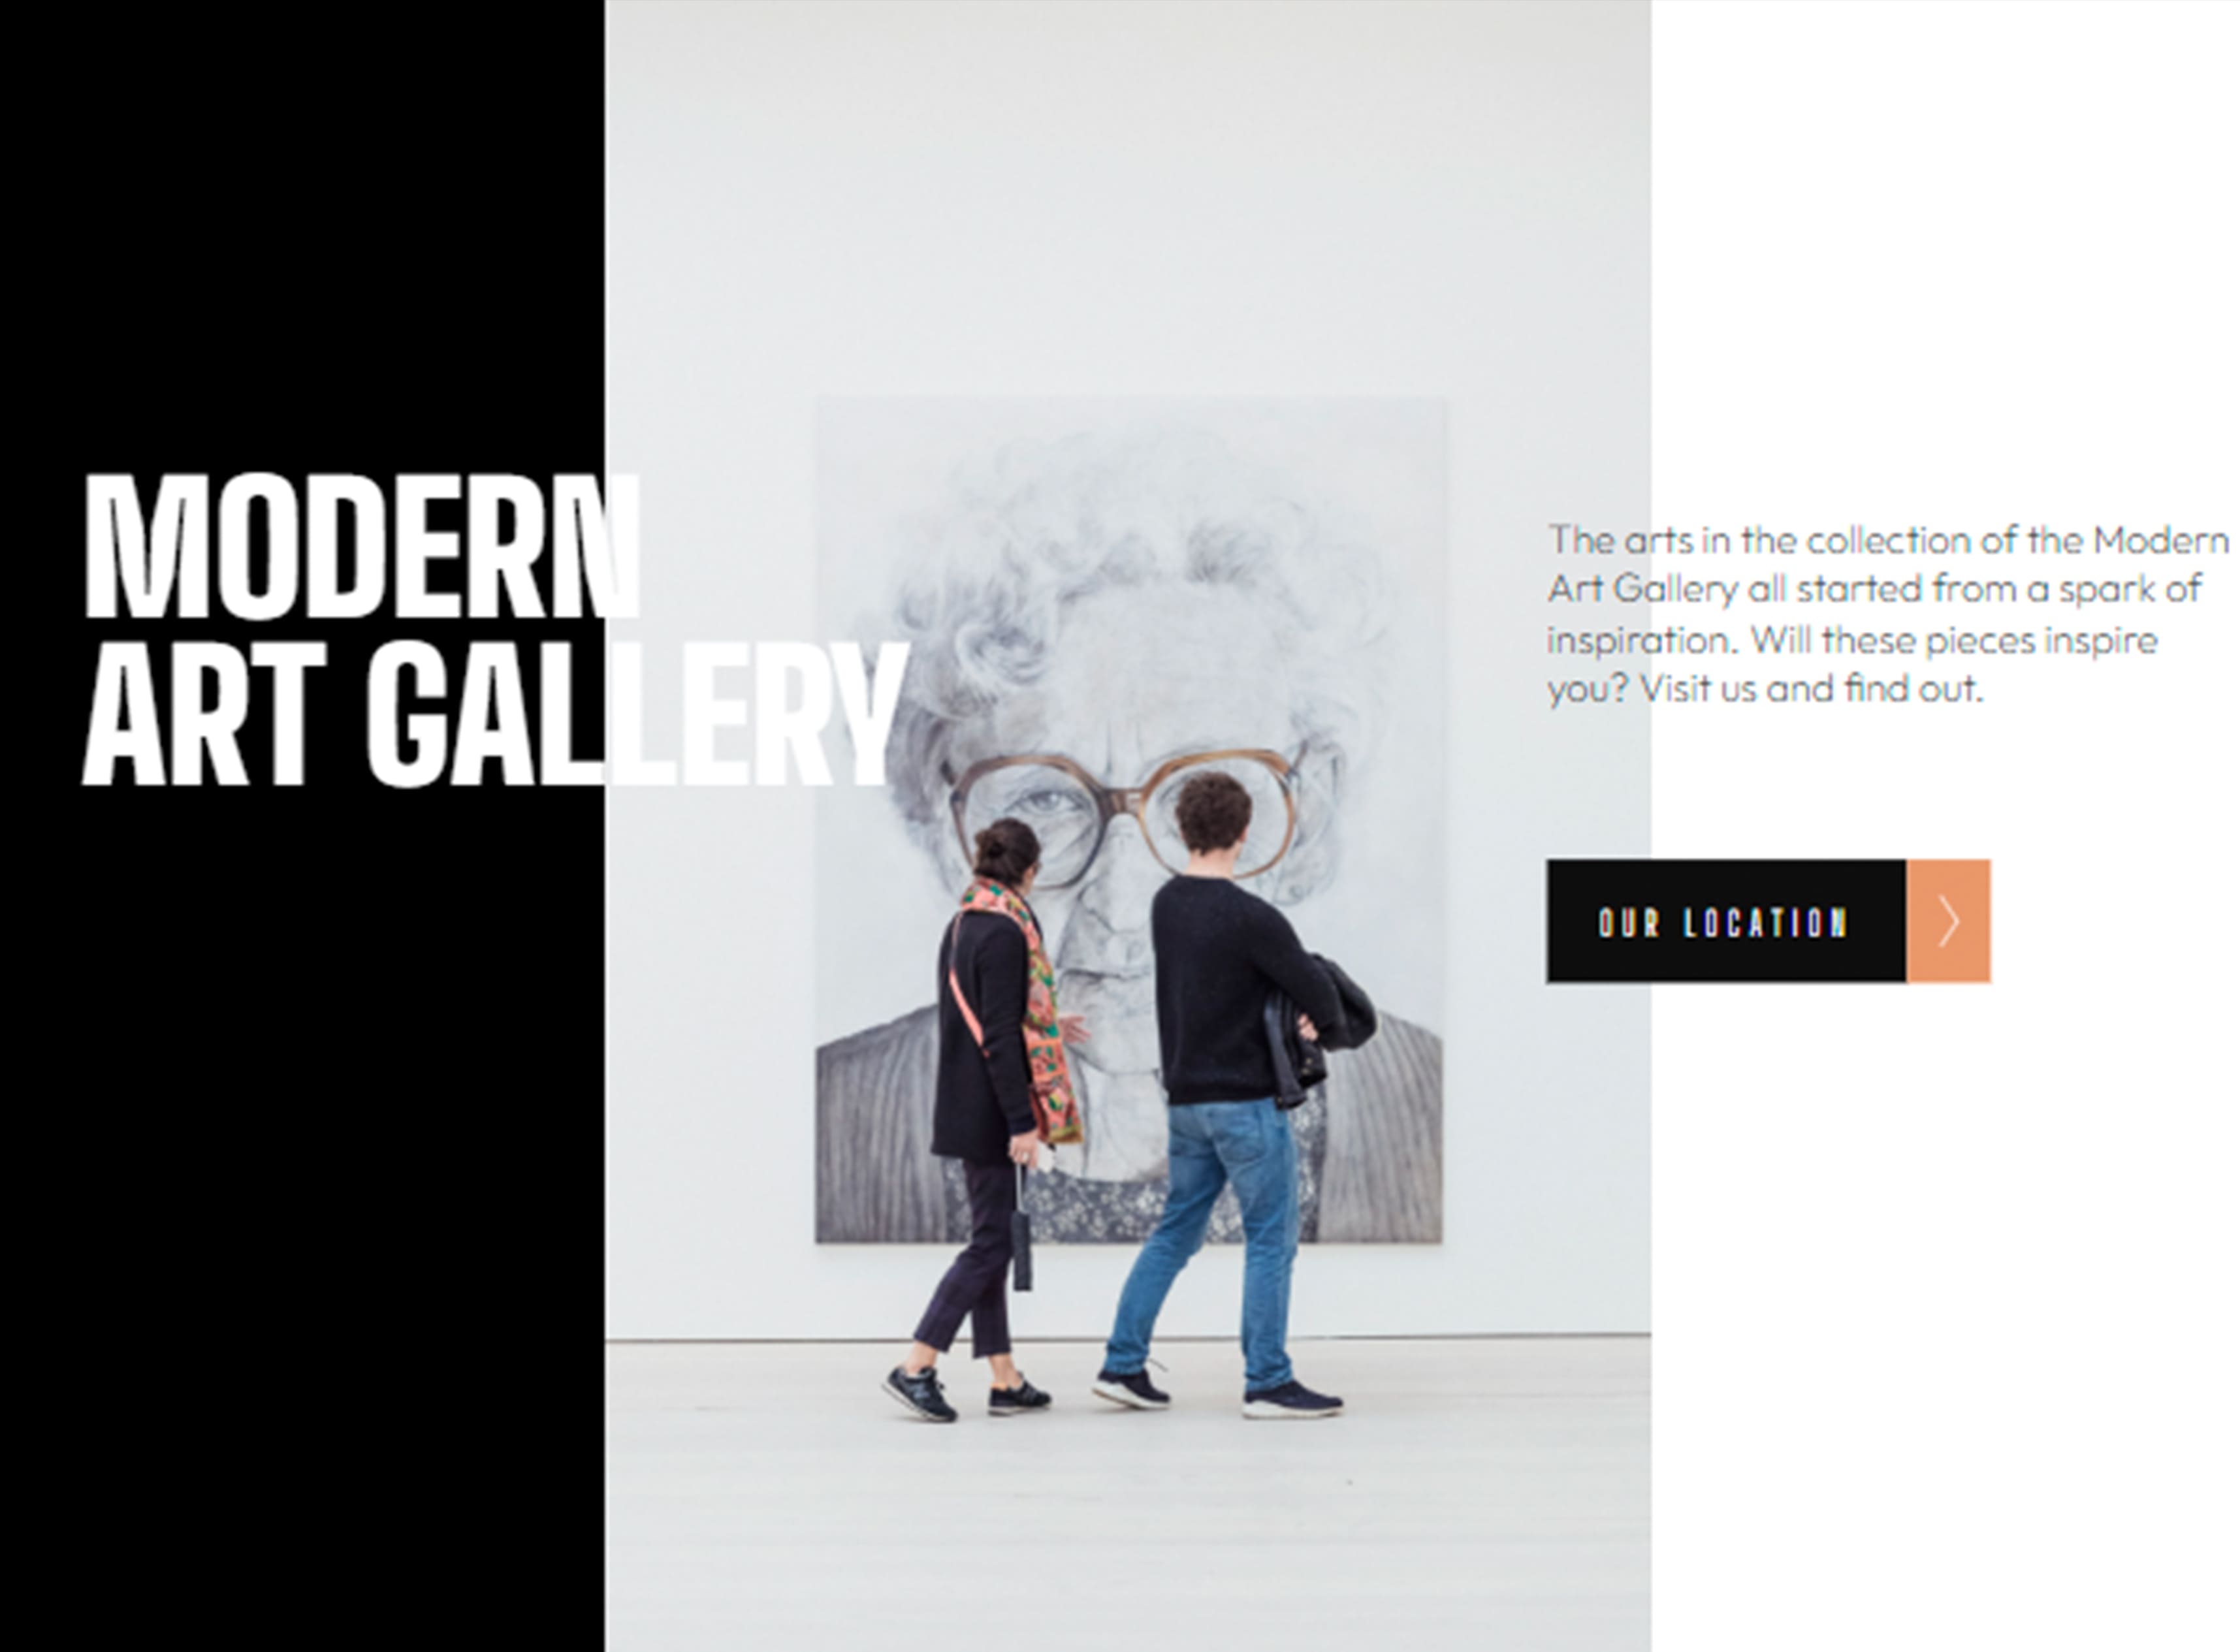 MODERN
ART GALLERY
The arts in the collection of the Modern
Art Gallery all started from a spark of
inspiration. Will these pieces inspire
you? Visit us and find out.
OUR LOCATION